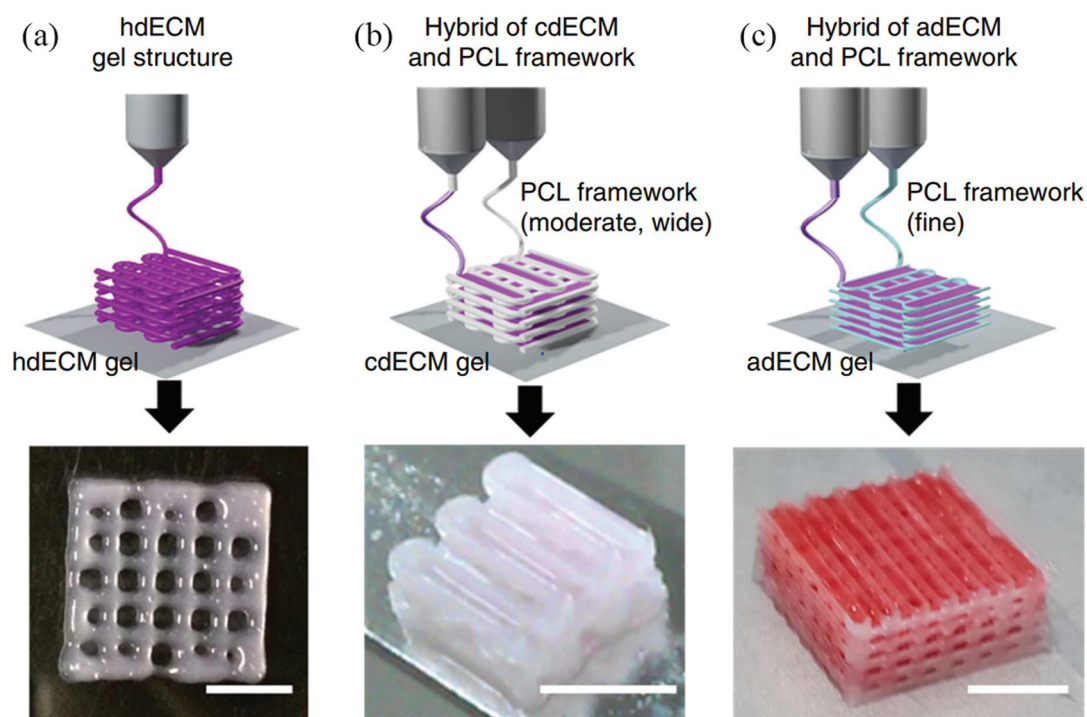 (a)
hdECM
gel structure
(b)
Hybrid of cdECM
and PCL framework
(c)
Hybrid of adECM
and PCL framework
PCL framework
(moderate, wide)
PCL framework
(fine)
hdECM gel
cdECM gel
adECM gel